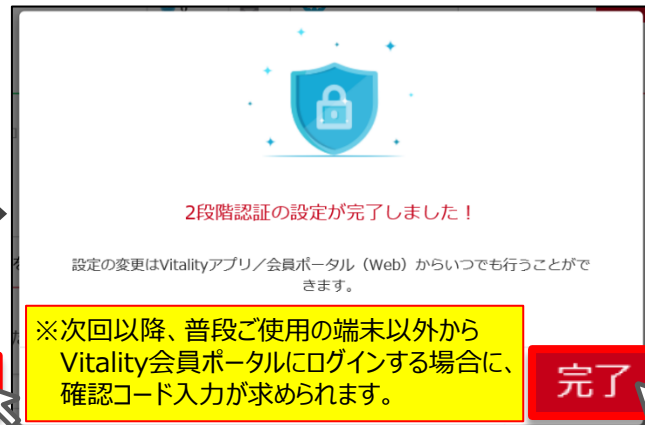 2段階認証の設定が完了しました！
設定の変更はVitalityアプリ／会員ポータル（Web）からいつでも行うことがで
きます。
※次回以降、普段ご使用の端末以外から
Vitality会員ポータルにログインする場合に、
確認コード入力が求められます。
完了